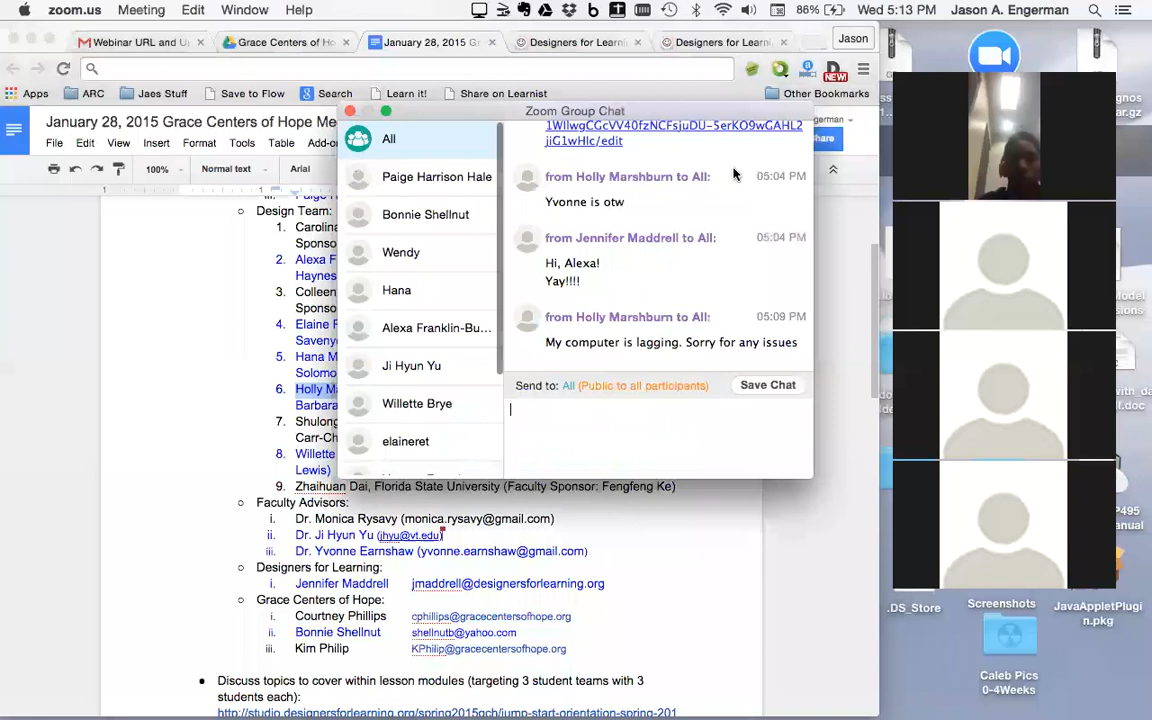 zoom.us Meeting Edit Window Help 86% Wed 5:13 PM Jason A. Engerman
Webinar URL and U Grace Centers of Ho January 28, 2015 Gr Designers for Learnin Designers for Learnin Jason
Apps ARC Jaes Stuff Save to Flow Search Learn it! Share on Learnist Other Bookmarks
NEW!
January 28, 2015 Grace Centers of Hope Me
File Edit View Insert Format Tools Table Add-o
100% Normal text Arial
Design Team:
1. Carolina
Sponso
2. Alexa F
Haynes
3. Colleen
Sponso
4. Elaine F
Savenye
5. Hana M
Solomo
6. Holly Ma
Barbara
7. Shulong
Carr-Ch
8. Willette
Lewis)
9. Zhaihuan Dai, Florida State University (Faculty Sponsor: Fengfeng Ke)
Faculty Advisors:
i. Dr. Monica Rysavy (monica.rysavy@gmail.com)
ii. Dr. Ji Hyun Yu (jhyu@vt.edu)
iii. Dr. Yvonne Earnshaw (yvonne.earnshaw@gmail.com)
Designers for Learning:
i. Jennifer Maddrell jmaddrell@designersforlearning.org
Grace Centers of Hope:
i. Courtney Phillips cphillips@gracecentersofhope.org
ii. Bonnie Shellnut shellnutb@yahoo.com
iii. Kim Philip KPhilip@gracecentersofhope.org
Discuss topics to cover within lesson modules (targeting 3 student teams with 3
students each):
http://studio.designersforlearning.org/spring2015gcb/jump-start-orientation-spring-201
Zoom Group Chat
All
Paige Harrison Hale
Bonnie Shellnut
Wendy
Hana
Alexa Franklin-Bu...
Ji Hyun Yu
Willette Brye
elaineret
1WIlwgCGcVV40fzNCFsjuDU-5erKO9wGAHL2
jiG1wHlc/edit
from Holly Marshburn to All: 05:04 PM
Yvonne is otw
from Jennifer Maddrell to All: 05:04 PM
Hi, Alexa!
Yay!!!!
from Holly Marshburn to All: 05:09 PM
My computer is lagging. Sorry for any issues
Send to: All (Public to all participants) Save Chat
.DS_Store
Screenshots
JavaAppletPlugi
n.pkg
Caleb Pics
0-4Weeks